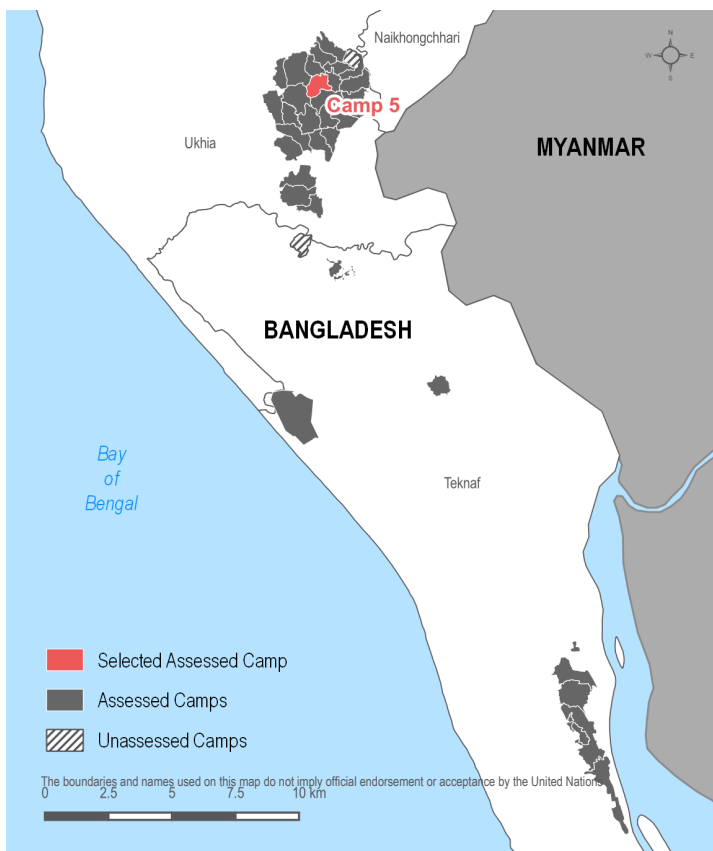 Naikhongchhari
N
W
E
S
Camp 5
Ukhia
MYANMAR
BANGLADESH
Bay
of
Bengal
Teknaf
Selected Assessed Camp
Assessed Camps
Unassessed Camps
The boundaries and names used on this map do not imply official endorsement or acceptance by the United Nations
0 2.5 5 7.5 10 km